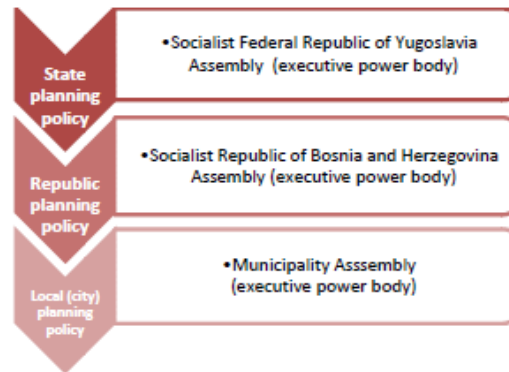 State
planning
policy
•Socialist Federal Republic of Yugoslavia
Assembly (executive power body)
Republic
planning
policy
•Socialist Republic of Bosnia and Herzegovina
Assembly (executive power body)
Local (city)
planning
policy
•Municipality Asssembly
(executive power body)